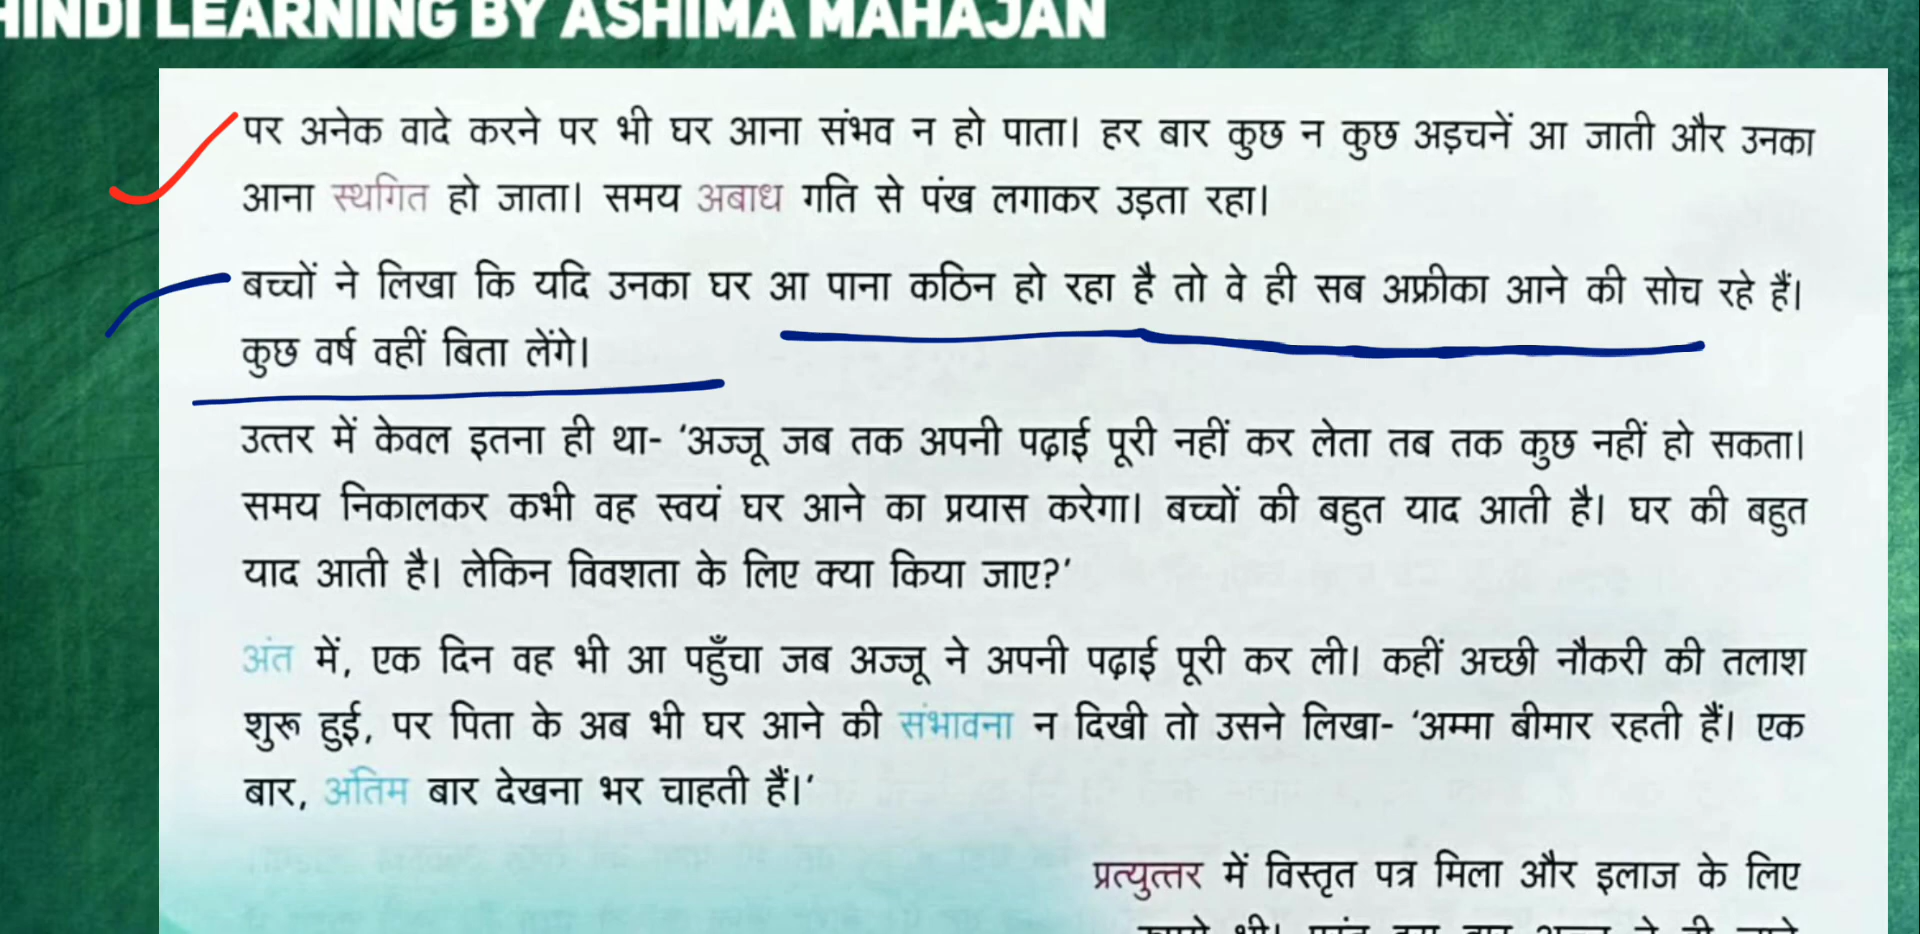 HINDI LEARNING BY ASHIMA MAHAJAN
पर अनेक वादे करने पर भी घर आना संभव न हो पाता। हर बार कुछ न कुछ अड़चनें आ जाती और उनका
आना स्थगित हो जाता। समय अबाध गति से पंख लगाकर उड़ता रहा।
बच्चों ने लिखा कि यदि उनका घर आ पाना कठिन हो रहा है तो वे ही सब अफ्रीका आने की सोच रहे हैं।
कुछ वर्ष वहीं बिता लेंगे।
उत्तर में केवल इतना ही था- ‘अज्जू जब तक अपनी पढ़ाई पूरी नहीं कर लेता तब तक कुछ नहीं हो सकता।
समय निकालकर कभी वह स्वयं घर आने का प्रयास करेगा। बच्चों की बहुत याद आती है। घर की बहुत
याद आती है। लेकिन विवशता के लिए क्या किया जाए?’
अंत में, एक दिन वह भी आ पहुँचा जब अज्जू ने अपनी पढ़ाई पूरी कर ली। कहीं अच्छी नौकरी की तलाश
शुरू हुई, पर पिता के अब भी घर आने की संभावना न दिखी तो उसने लिखा- ‘अम्मा बीमार रहती हैं। एक
बार, अंतिम बार देखना भर चाहती हैं।’
प्रत्युत्तर में विस्तृत पत्र मिला और इलाज के लिए